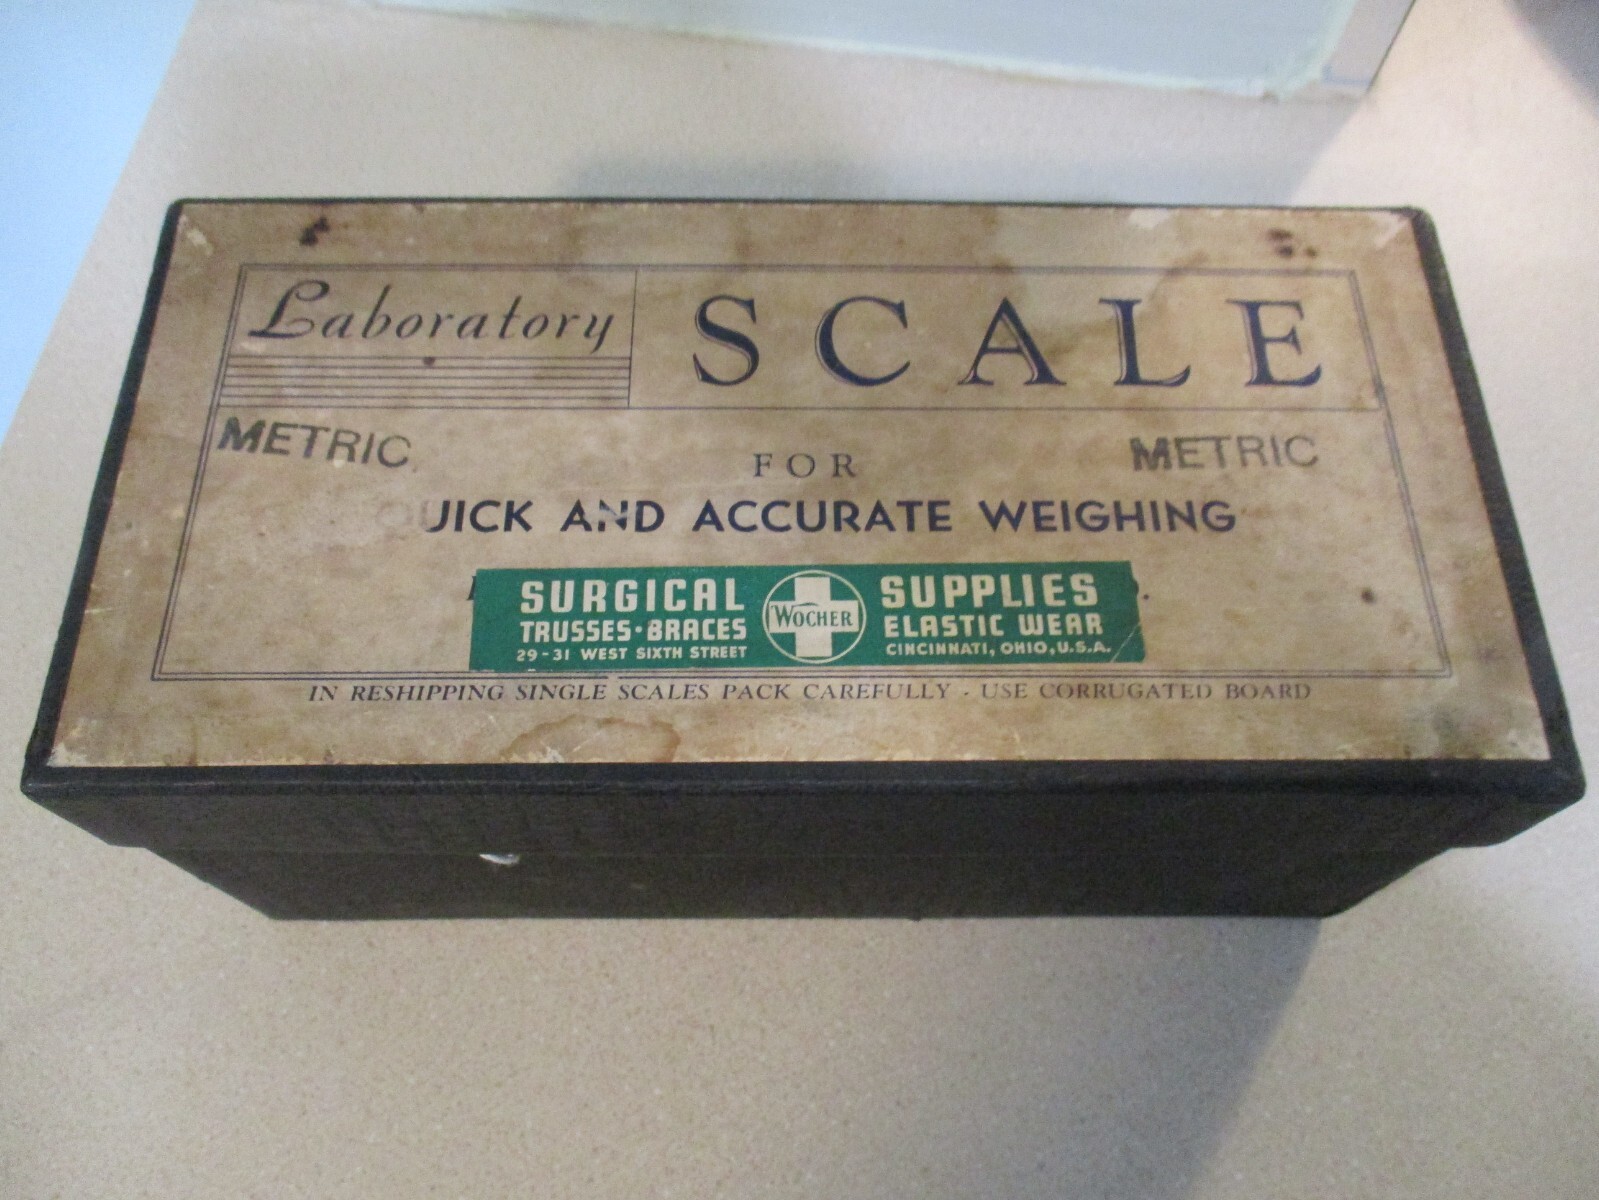 Laboratory SCALE
METRIC METRIC
FOR
QUICK AND ACCURATE WEIGHING
SURGICAL SUPPLIES
TRUSSES·BRACES WOCHER ELASTIC WEAR
29-31 WEST SIXTH STREET CINCINNATI, OHIO, U.S.A.
IN RESHIPPING SINGLE SCALES PACK CAREFULLY - USE CORRUGATED BOARD